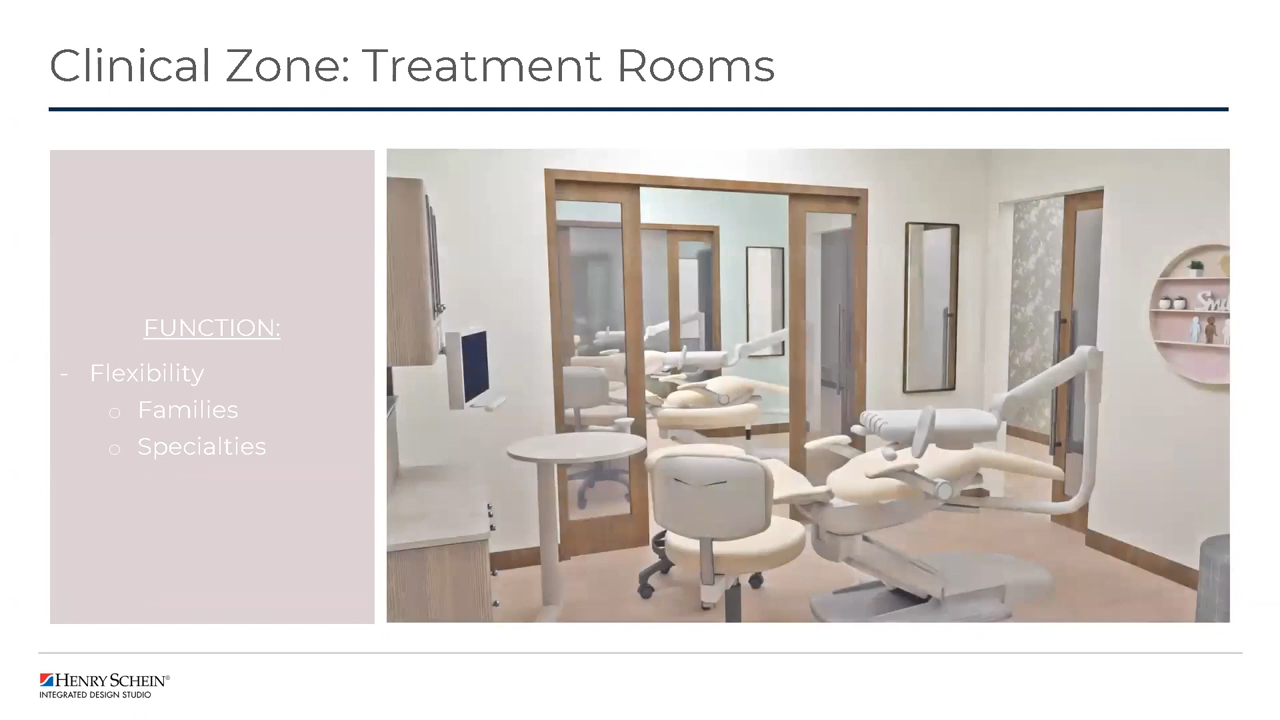 Clinical Zone: Treatment Rooms
FUNCTION:
- Flexibility
o Families
o Specialties
HENRY SCHEIN®
INTEGRATED DESIGN STUDIO